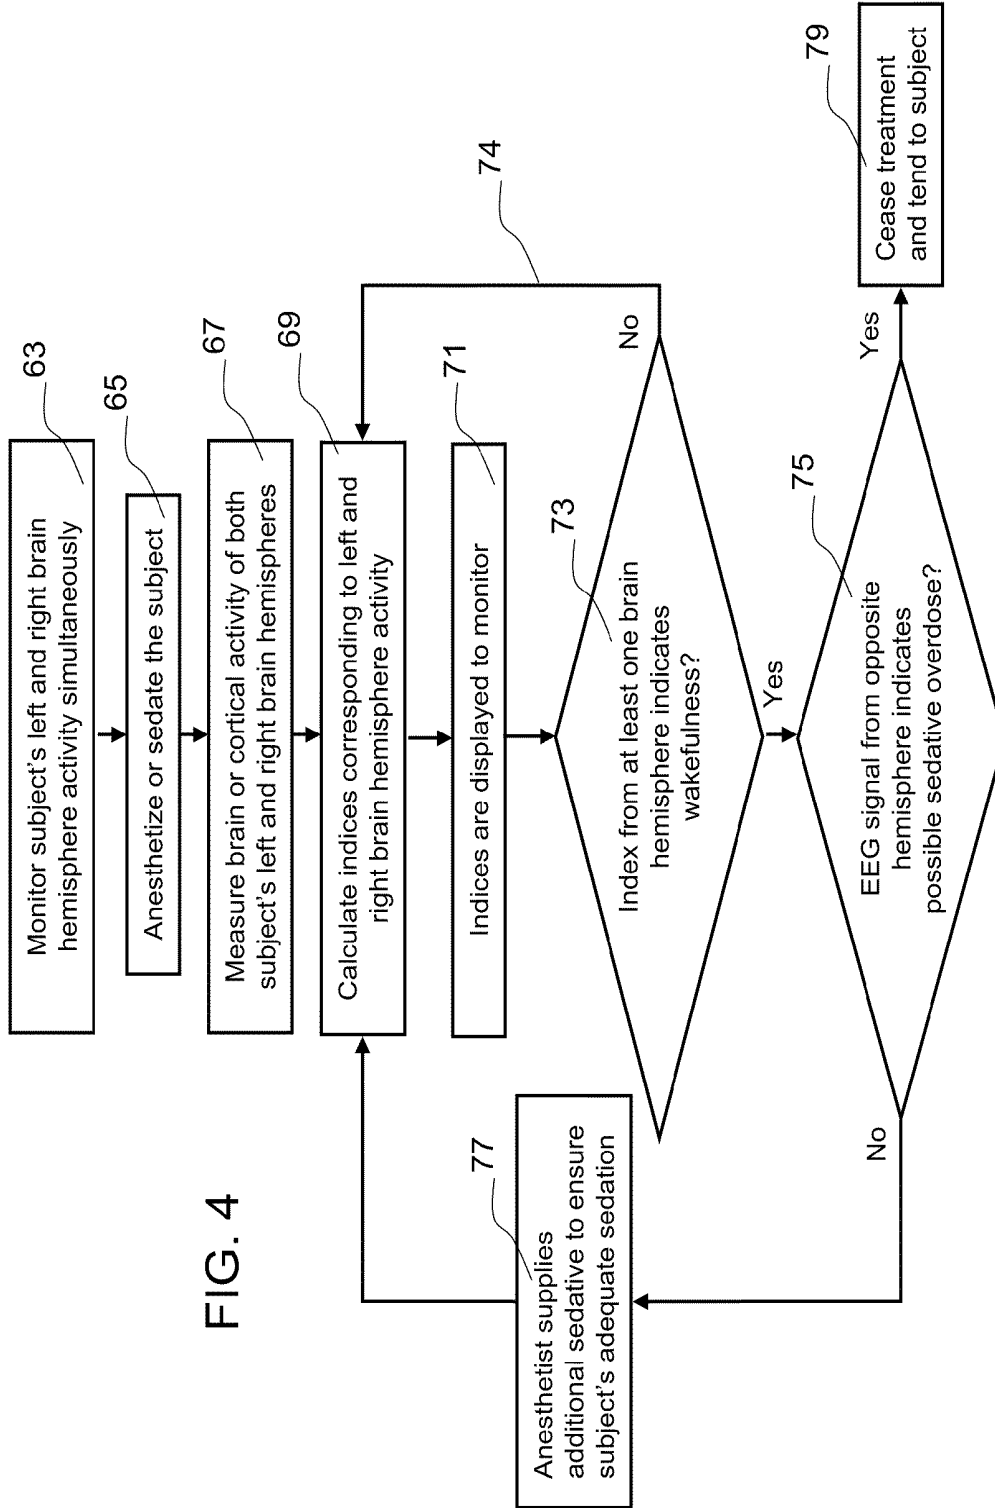 63
Monitor subject's left and right brain
hemisphere activity simultaneously
65
Anesthetize or sedate the subject
67
Measure brain or cortical activity of both
subject's left and right brain hemispheres
69
Calculate indices corresponding to left and
right brain hemisphere activity
71
Indices are displayed to monitor
73
Index from at least one brain
hemisphere indicates
wakefulness?
No
74
Yes
75
EEG signal from opposite
hemisphere indicates
possible sedative overdose?
Yes
79
Cease treatment
and tend to subject
No
77
Anesthetist supplies
additional sedative to ensure
subject's adequate sedation
FIG. 4